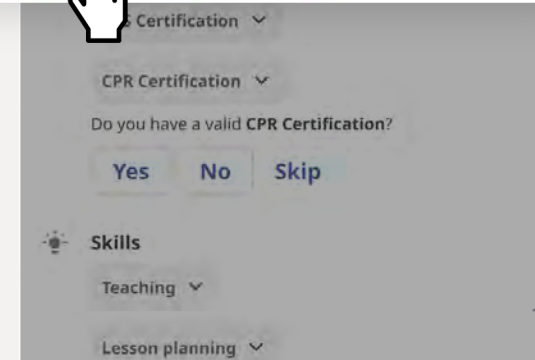 Certification
CPR Certification
Do you have a valid CPR Certification?
Yes No Skip
Skills
Teaching
Lesson planning